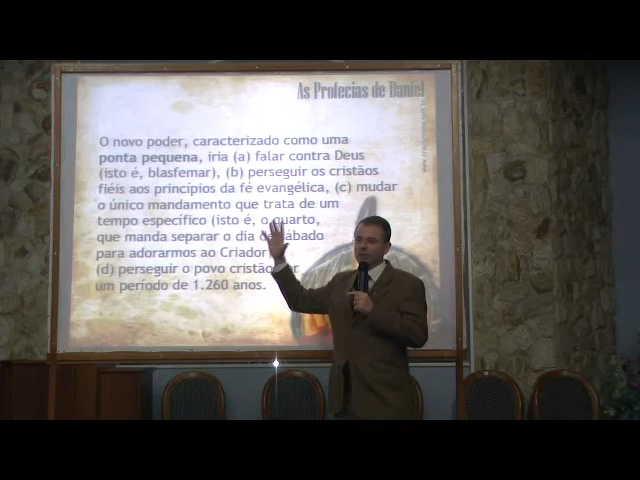 As Profecias de Daniel
O novo poder, caracterizado como uma
ponta pequena, iria (a) falar contra Deus
(isto é, blasfemar), (b) perseguir os cristãos
fiéis aos princípios da fé evangélica, (c) mudar
o único mandamento que trata de um
tempo específico (isto é, o quarto,
que manda separar o dia de sábado
para adorarmos ao Criador)
(d) perseguir o povo cristão
um período de 1.260 anos.